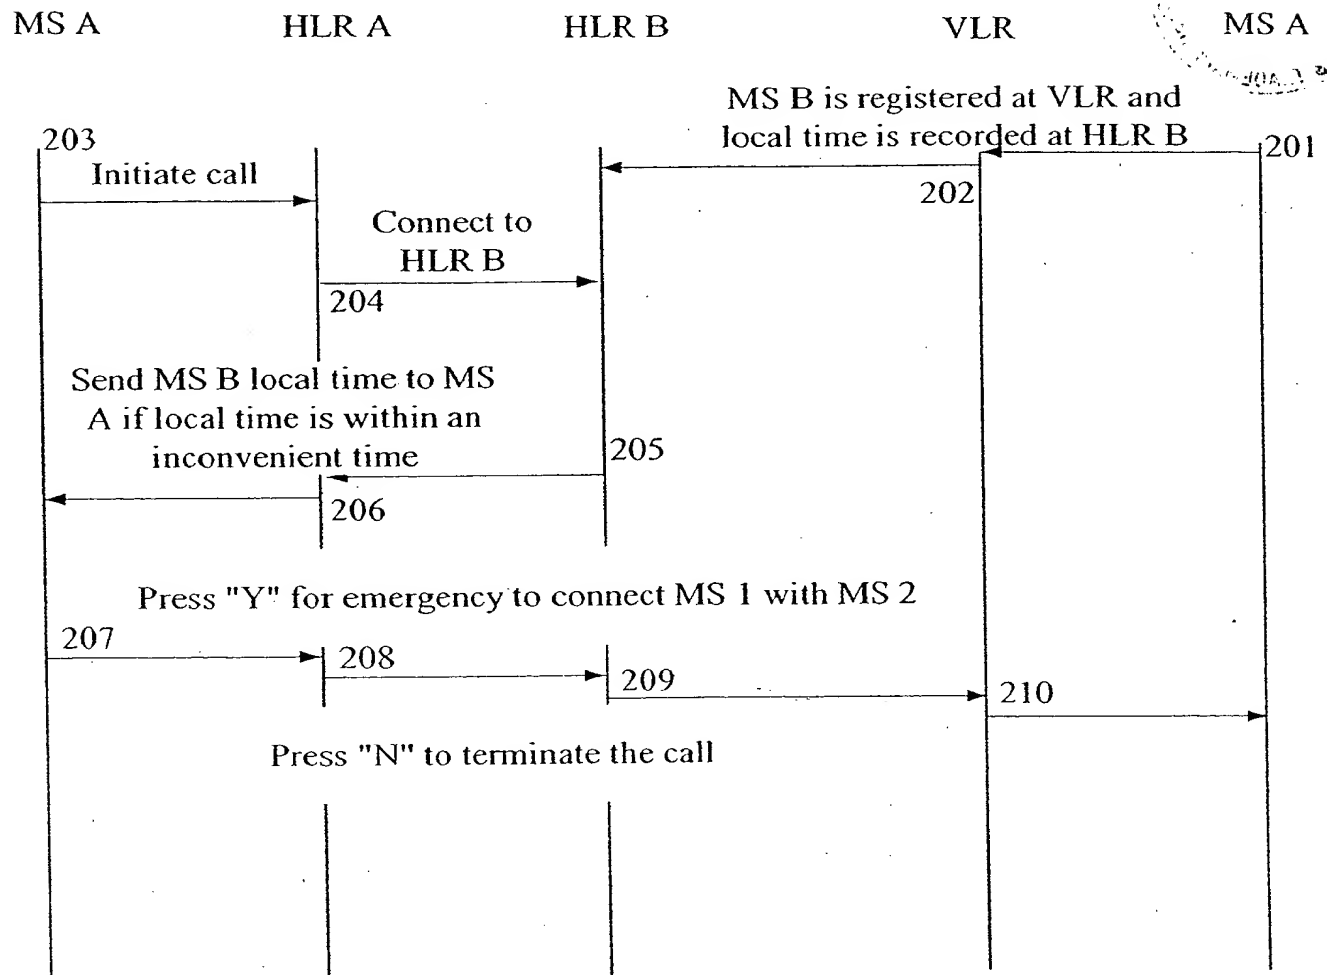 MS A HLR A HLR B VLR MS A
MS B is registered at VLR and
local time is recorded at HLR B
203
201
Initiate call
202
Connect to
HLR B
204
Send MS B local time to MS
A if local time is within an
inconvenient time
205
206
Press "Y" for emergency to connect MS 1 with MS 2
207
208
209
210
Press "N" to terminate the call